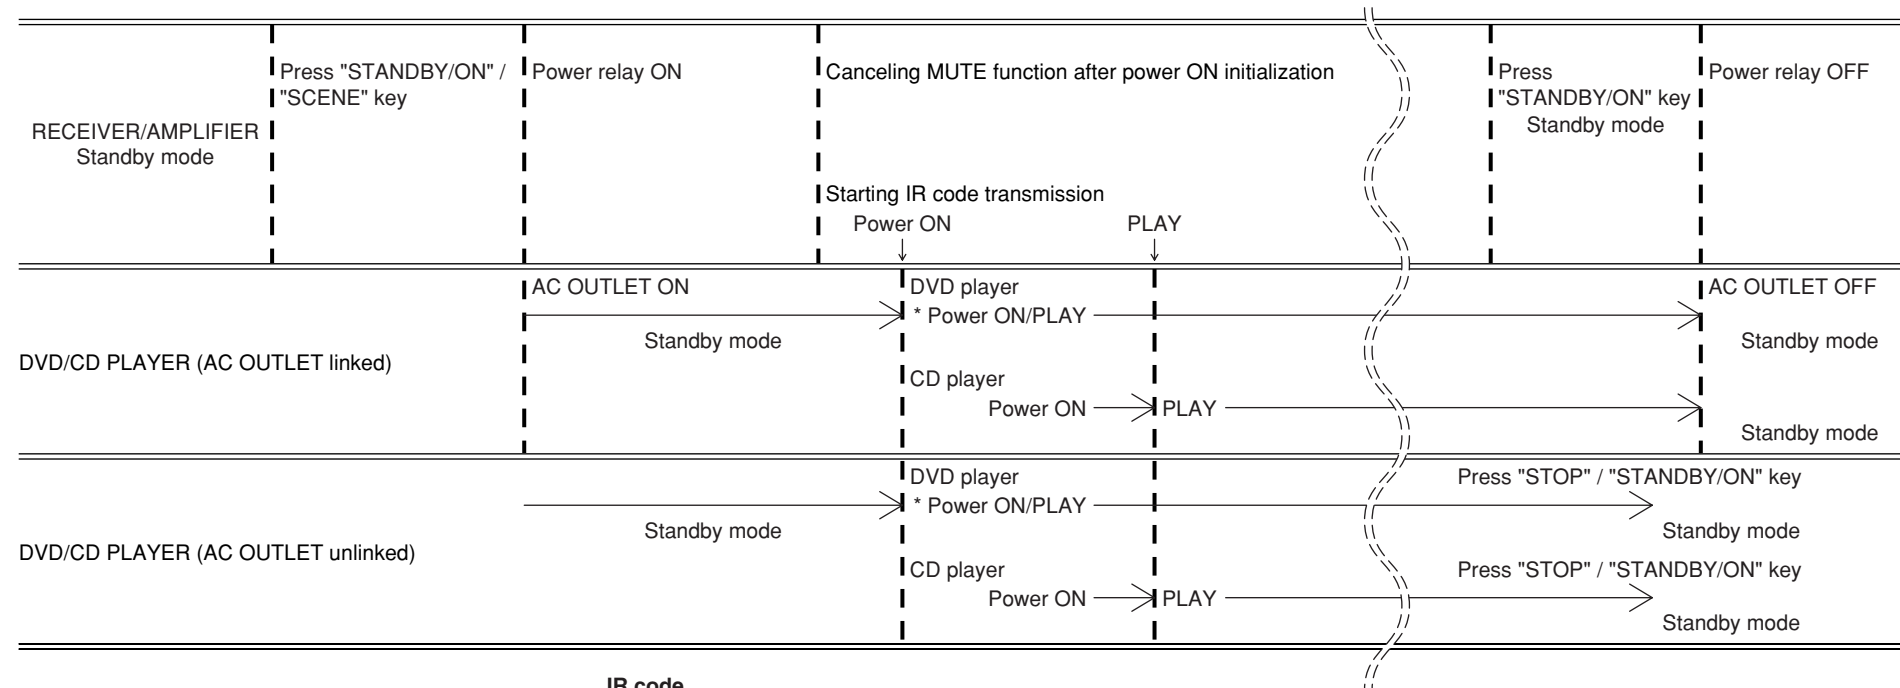 Press "STANDBY/ON" /
"SCENE" key
Power relay ON
Canceling MUTE function after power ON initialization
Press
"STANDBY/ON" key
Standby mode
Power relay OFF
RECEIVER/AMPLIFIER
Standby mode
Starting IR code transmission
Power ON
PLAY
AC OUTLET ON
DVD player
AC OUTLET OFF
* Power ON/PLAY
Standby mode
Standby mode
DVD/CD PLAYER (AC OUTLET linked)
CD player
Power ON
PLAY
Standby mode
DVD player
Press "STOP" / "STANDBY/ON" key
* Power ON/PLAY
Standby mode
Standby mode
DVD/CD PLAYER (AC OUTLET unlinked)
CD player
Press "STOP" / "STANDBY/ON" key
Power ON
PLAY
Standby mode
IR code